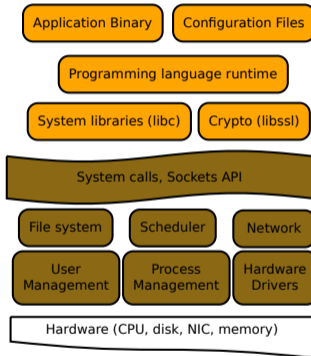 Application Binary
Configuration Files
Programming language runtime
System libraries (libc)
Crypto (libssl)
System calls, Sockets API
File system
Scheduler
Network
User
Management
Process
Management
Hardware
Drivers
Hardware (CPU, disk, NIC, memory)